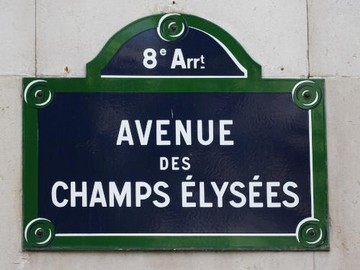 8e Arrt
AVENUE
DES
CHAMPS ÉLYSÉES